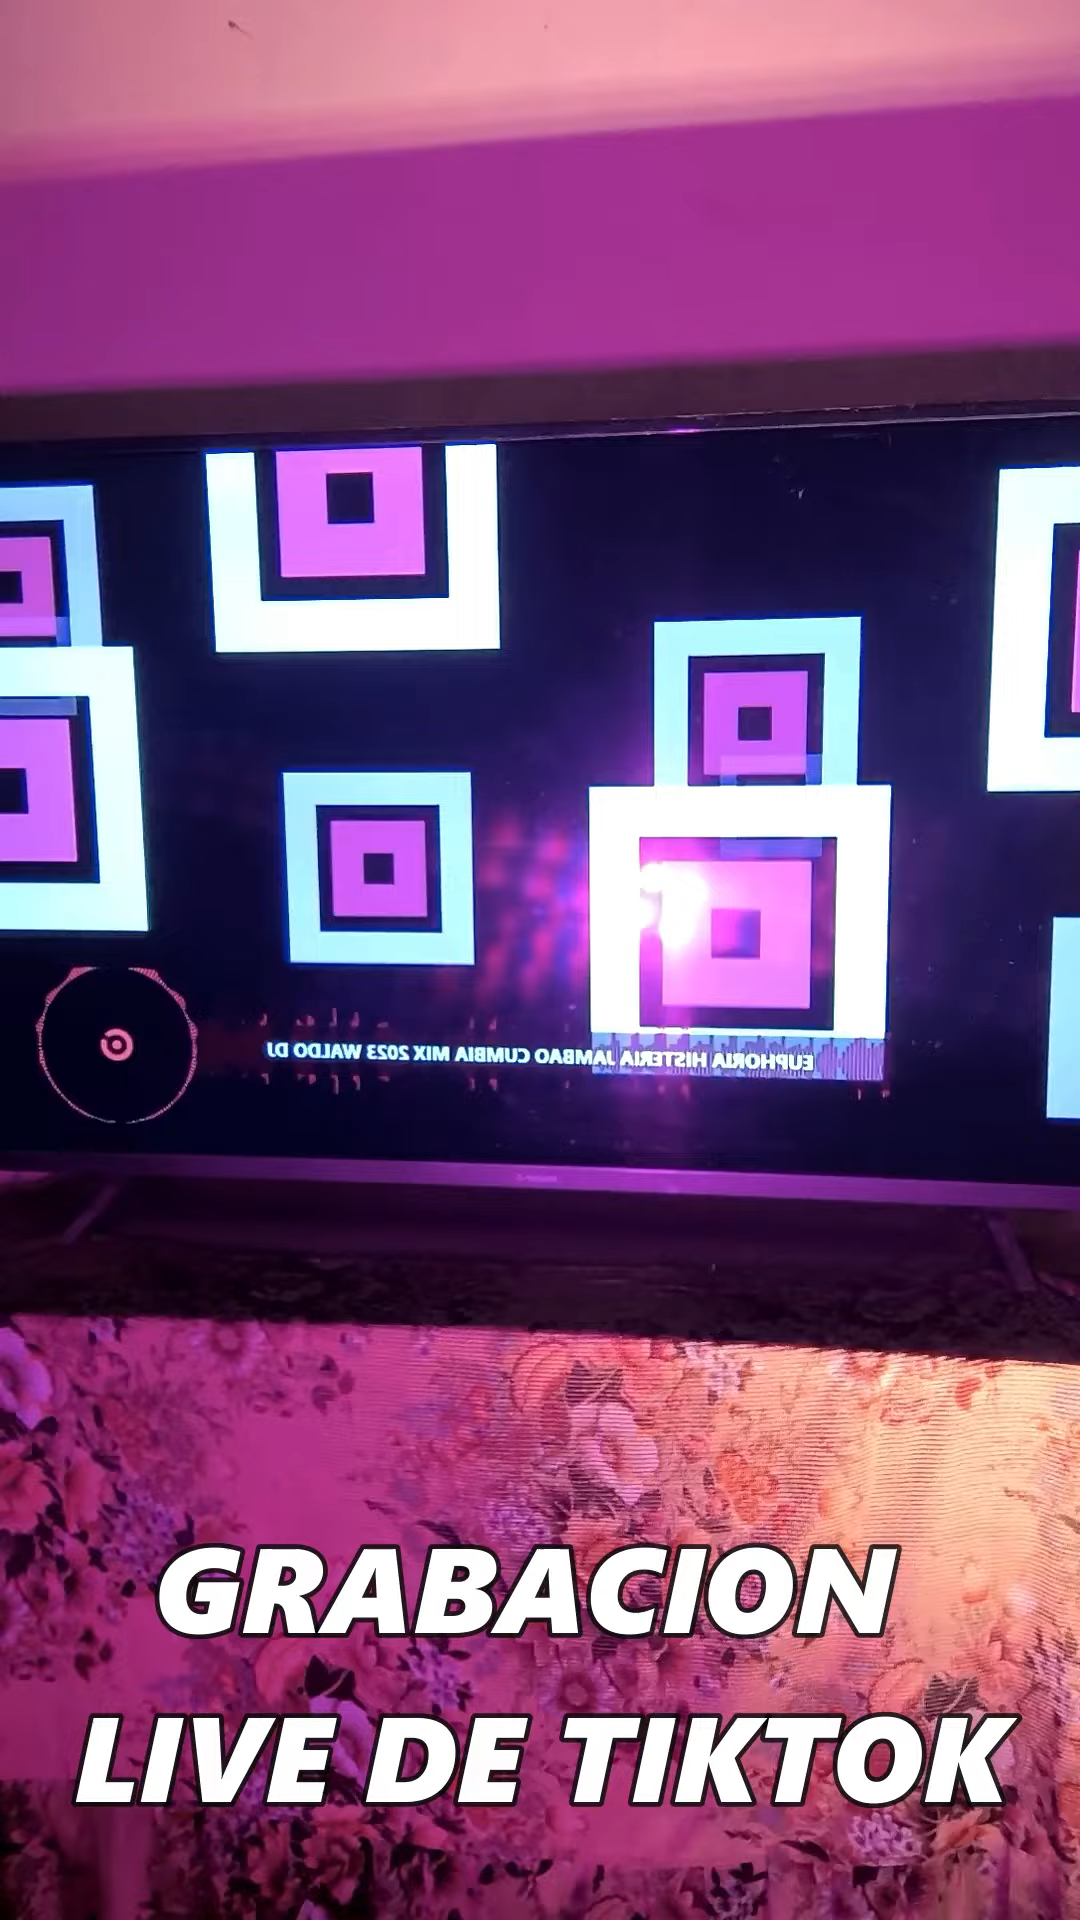 EUPHORIA HISTERIA JAMBAO CUMBIA MIX 2023 WALDO DJ
GRABACION
LIVE DE TIKTOK